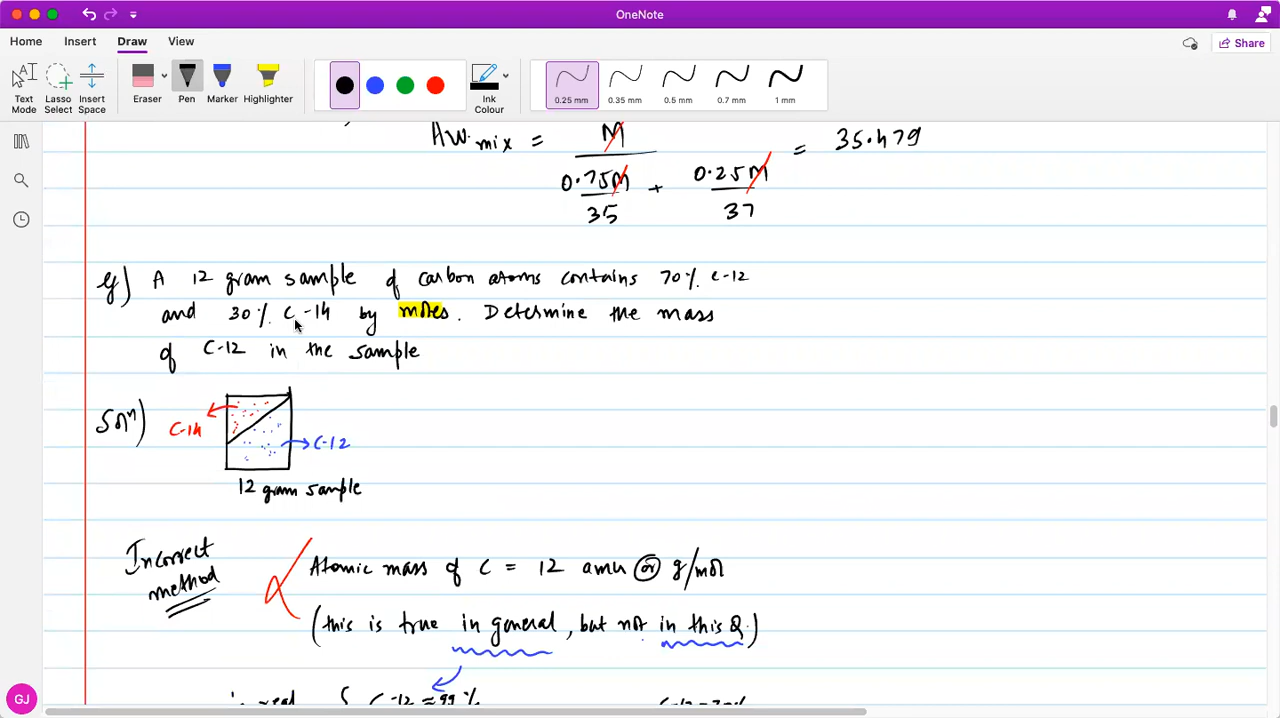 OneNote
Home Insert Draw View
Share
Text Mode
Lasso Select
Insert Space
Eraser
Pen
Marker
Highlighter
Ink Colour
0.25 mm
0.35 mm
0.5 mm
0.7 mm
1 mm
AW. mix = M / (0.75M/35 + 0.25M/37) = 35.479
eg) A 12 gram sample of carbon atoms contains 70% C-12
and 30% C-14 by moles. Determine the mass
of C-12 in the sample
Solⁿ)
C-14
C-12
12 gram sample
Incorrect
method
Atomic mass of C = 12 amu or g/mol
(this is true in general, but not in this Q.)
C-12 ≈ 99%
GJ